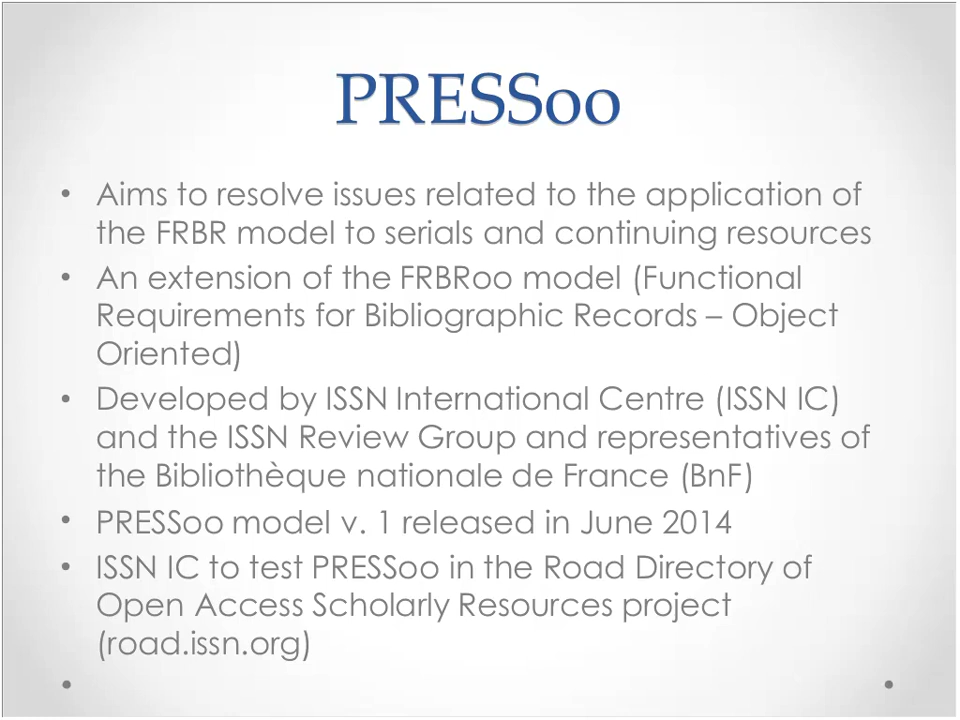 PRESSoo
• Aims to resolve issues related to the application of
the FRBR model to serials and continuing resources
• An extension of the FRBRoo model (Functional
Requirements for Bibliographic Records – Object
Oriented)
• Developed by ISSN International Centre (ISSN IC)
and the ISSN Review Group and representatives of
the Bibliothèque nationale de France (BnF)
• PRESSoo model v. 1 released in June 2014
• ISSN IC to test PRESSoo in the Road Directory of
Open Access Scholarly Resources project
(road.issn.org)